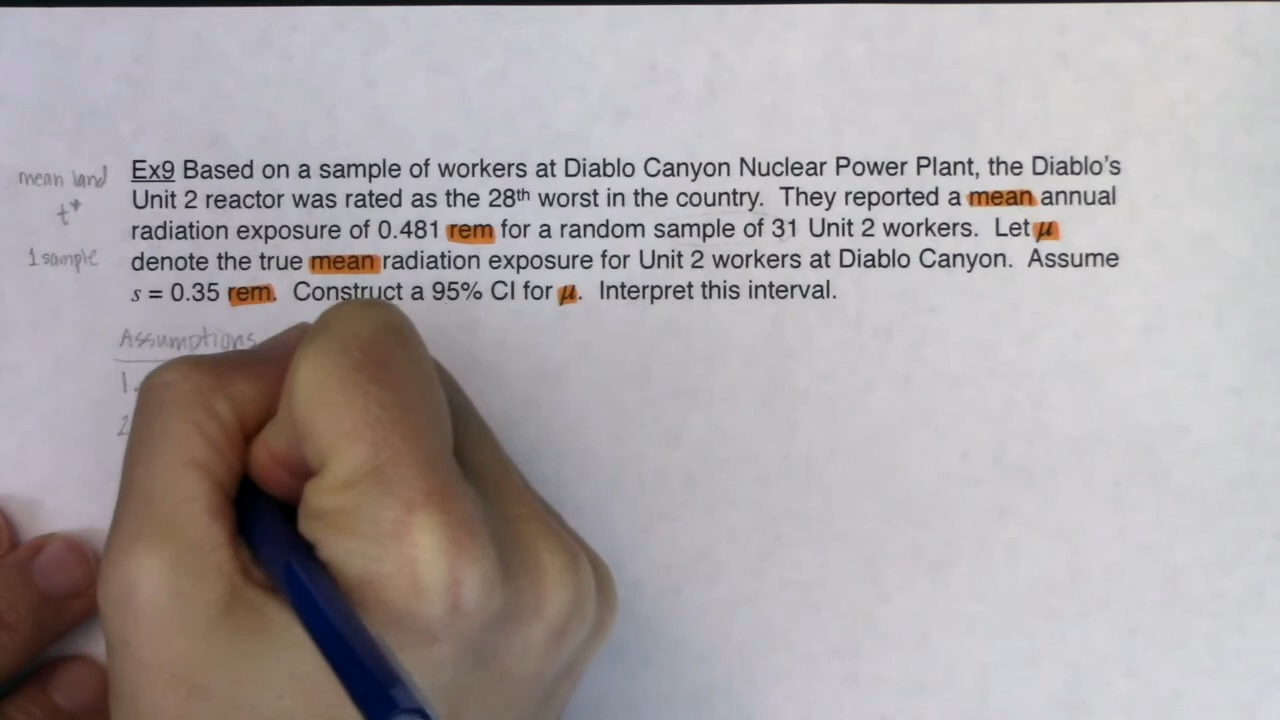 mean land
t*
1 sample
Ex9 Based on a sample of workers at Diablo Canyon Nuclear Power Plant, the Diablo's
Unit 2 reactor was rated as the 28th worst in the country. They reported a mean annual
radiation exposure of 0.481 rem for a random sample of 31 Unit 2 workers. Let μ
denote the true mean radiation exposure for Unit 2 workers at Diablo Canyon. Assume
s = 0.35 rem. Construct a 95% CI for μ. Interpret this interval.
Assumptions
1.
2